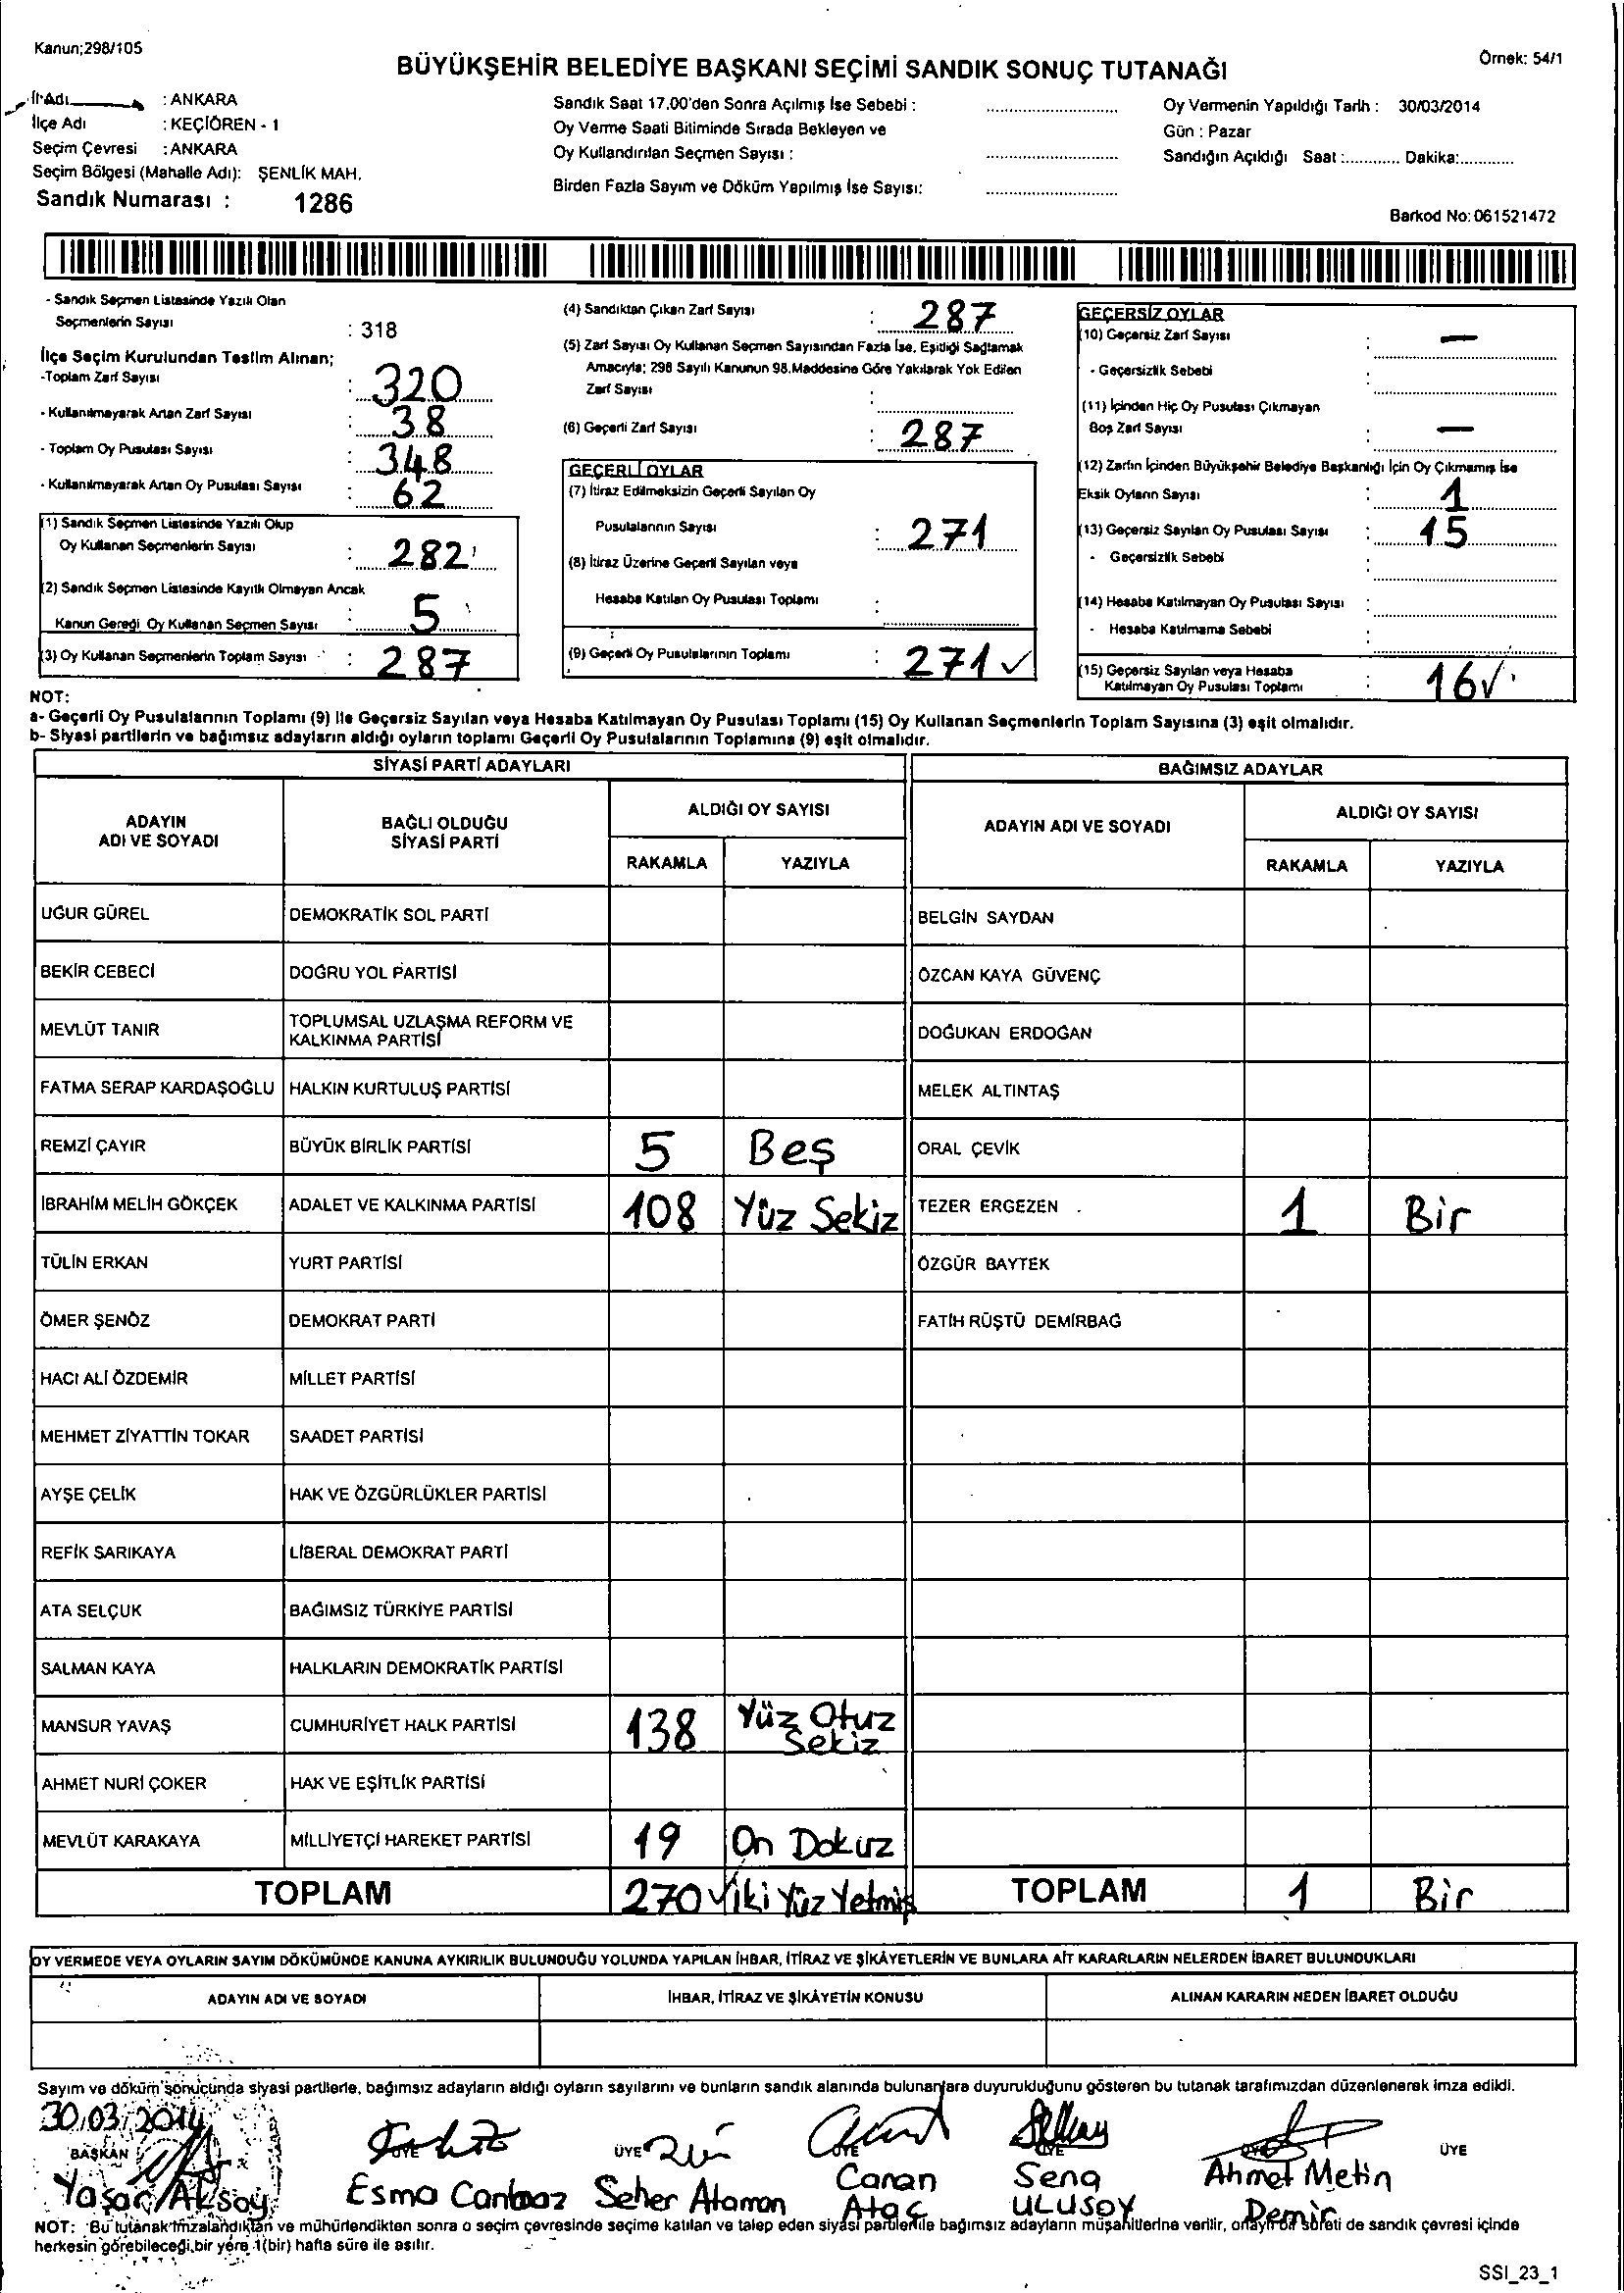 Kanun;298/105
BÜYÜKŞEHİR BELEDİYE BAŞKANI SEÇİMİ SANDIK SONUÇ TUTANAĞI
Örnek: 54/1
İl Adı : ANKARA
İlçe Adı : KEÇİÖREN - 1
Seçim Çevresi : ANKARA
Seçim Bölgesi (Mahalle Adı): ŞENLİK MAH.
Sandık Numarası : 1286
Sandık Saat 17.00'den Sonra Açılmış İse Sebebi :
Oy Verme Saati Bitiminde Sırada Bekleyen ve
Oy Kullandırılan Seçmen Sayısı :
Birden Fazla Sayım ve Döküm Yapılmış İse Sayısı:
Oy Vermenin Yapıldığı Tarih : 30/03/2014
Gün : Pazar
Sandığın Açıldığı Saat :............ Dakika:............
Barkod No: 061521472
- Sandık Seçmen Listesinde Yazılı Olan
Seçmenlerin Sayısı : 318
İlçe Seçim Kurulundan Teslim Alınan;
-Toplam Zarf Sayısı : 320
- Kullanılmayarak Artan Zarf Sayısı : 38
- Toplam Oy Pusulası Sayısı : 348
- Kullanılmayarak Artan Oy Pusulası Sayısı : 62
(1) Sandık Seçmen Listesinde Yazılı Olup
Oy Kullanan Seçmenlerin Sayısı : 282
(2) Sandık Seçmen Listesinde Kayıtlı Olmayan Ancak
Kanun Gereği Oy Kullanan Seçmen Sayısı : 5
(3) Oy Kullanan Seçmenlerin Toplam Sayısı : 287
(4) Sandıktan Çıkan Zarf Sayısı : 287
(5) Zarf Sayısı Oy Kullanan Seçmen Sayısından Fazla İse, Eşitliği Sağlamak
Amacıyla; 298 Sayılı Kanunun 98.Maddesine Göre Yakılarak Yok Edilen
Zarf Sayısı :
(6) Geçerli Zarf Sayısı : 287
GEÇERLİ OYLAR
(7) İtiraz Edilmeksizin Geçerli Sayılan Oy
Pusulalarının Sayısı : 271
(8) İtiraz Üzerine Geçerli Sayılan veya
Hesaba Katılan Oy Pusulası Toplamı :
(9) Geçerli Oy Pusulalarının Toplamı : 271 ✓
GEÇERSİZ OYLAR
(10) Geçersiz Zarf Sayısı : —
- Geçersizlik Sebebi :
(11) İçinden Hiç Oy Pusulası Çıkmayan
Boş Zarf Sayısı : —
(12) Zarfın İçinden Büyükşehir Belediye Başkanlığı İçin Oy Çıkmamış İse
Eksik Oyların Sayısı : 1
(13) Geçersiz Sayılan Oy Pusulası Sayısı : 15
- Geçersizlik Sebebi :
(14) Hesaba Katılmayan Oy Pusulası Sayısı :
- Hesaba Katılmama Sebebi :
(15) Geçersiz Sayılan veya Hesaba
Katılmayan Oy Pusulası Toplamı : 16 ✓
NOT:
a- Geçerli Oy Pusulalarının Toplamı (9) ile Geçersiz Sayılan veya Hesaba Katılmayan Oy Pusulası Toplamı (15) Oy Kullanan Seçmenlerin Toplam Sayısına (3) eşit olmalıdır.
b- Siyasi partilerin ve bağımsız adayların aldığı oyların toplamı Geçerli Oy Pusulalarının Toplamına (9) eşit olmalıdır.
SİYASİ PARTİ ADAYLARI
BAĞIMSIZ ADAYLAR
ADAYIN ADI VE SOYADI
BAĞLI OLDUĞU SİYASİ PARTİ
ALDIĞI OY SAYISI
RAKAMLA YAZIYLA
ADAYIN ADI VE SOYADI
ALDIĞI OY SAYISI
RAKAMLA YAZIYLA
UĞUR GÜREL DEMOKRATİK SOL PARTİ BELGİN SAYDAN
BEKİR CEBECİ DOĞRU YOL PARTİSİ ÖZCAN KAYA GÜVENÇ
MEVLÜT TANIR TOPLUMSAL UZLAŞMA REFORM VE KALKINMA PARTİSİ DOĞUKAN ERDOĞAN
FATMA SERAP KARDAŞOĞLU HALKIN KURTULUŞ PARTİSİ MELEK ALTINTAŞ
REMZİ ÇAYIR BÜYÜK BİRLİK PARTİSİ 5 Beş ORAL ÇEVİK
İBRAHİM MELİH GÖKÇEK ADALET VE KALKINMA PARTİSİ 108 Yüz Sekiz TEZER ERGEZEN 1 Bir
TÜLİN ERKAN YURT PARTİSİ ÖZGÜR BAYTEK
ÖMER ŞENÖZ DEMOKRAT PARTİ FATİH RÜŞTÜ DEMİRBAĞ
HACI ALİ ÖZDEMİR MİLLET PARTİSİ
MEHMET ZİYATTİN TOKAR SAADET PARTİSİ
AYŞE ÇELİK HAK VE ÖZGÜRLÜKLER PARTİSİ
REFİK SARIKAYA LİBERAL DEMOKRAT PARTİ
ATA SELÇUK BAĞIMSIZ TÜRKİYE PARTİSİ
SALMAN KAYA HALKLARIN DEMOKRATİK PARTİSİ
MANSUR YAVAŞ CUMHURİYET HALK PARTİSİ 138 Yüz Otuz Sekiz
AHMET NURİ ÇOKER HAK VE EŞİTLİK PARTİSİ
MEVLÜT KARAKAYA MİLLİYETÇİ HAREKET PARTİSİ 19 On Dokuz
TOPLAM 270 ✓ İki Yüz Yetmiş TOPLAM 1 Bir
OY VERMEDE VEYA OYLARIN SAYIM DÖKÜMÜNDE KANUNA AYKIRILIK BULUNDUĞU YOLUNDA YAPILAN İHBAR, İTİRAZ VE ŞİKÂYETLERİN VE BUNLARA AİT KARARLARIN NELERDEN İBARET BULUNDUKLARI
ADAYIN ADI VE SOYADI İHBAR, İTİRAZ VE ŞİKÂYETİN KONUSU ALINAN KARARIN NEDEN İBARET OLDUĞU
Sayım ve döküm sonucunda siyasi partilerle, bağımsız adayların aldığı oyların sayılarını ve bunların sandık alanında bulunanlara duyurulduğunu gösteren bu tutanak tarafımızdan düzenlenerek imza edildi.
30.03.2014
BAŞKAN ÜYE ÜYE ÜYE ÜYE ÜYE ÜYE
Yaşar Aksoy Esma Canbaz Seher Ataman Canan Ataç Sena ULUSOY Ahmet Metin Demir
NOT: Bu tutanak imzalandıktan ve mühürlendikten sonra o seçim çevresinde seçime katılan ve talep eden siyasi partiler ile bağımsız adayların müşahitlerine verilir, onaylı bir sureti de sandık çevresi içinde
herkesin görebileceği bir yere 1(bir) hafta süre ile asılır.
SSI_23_1